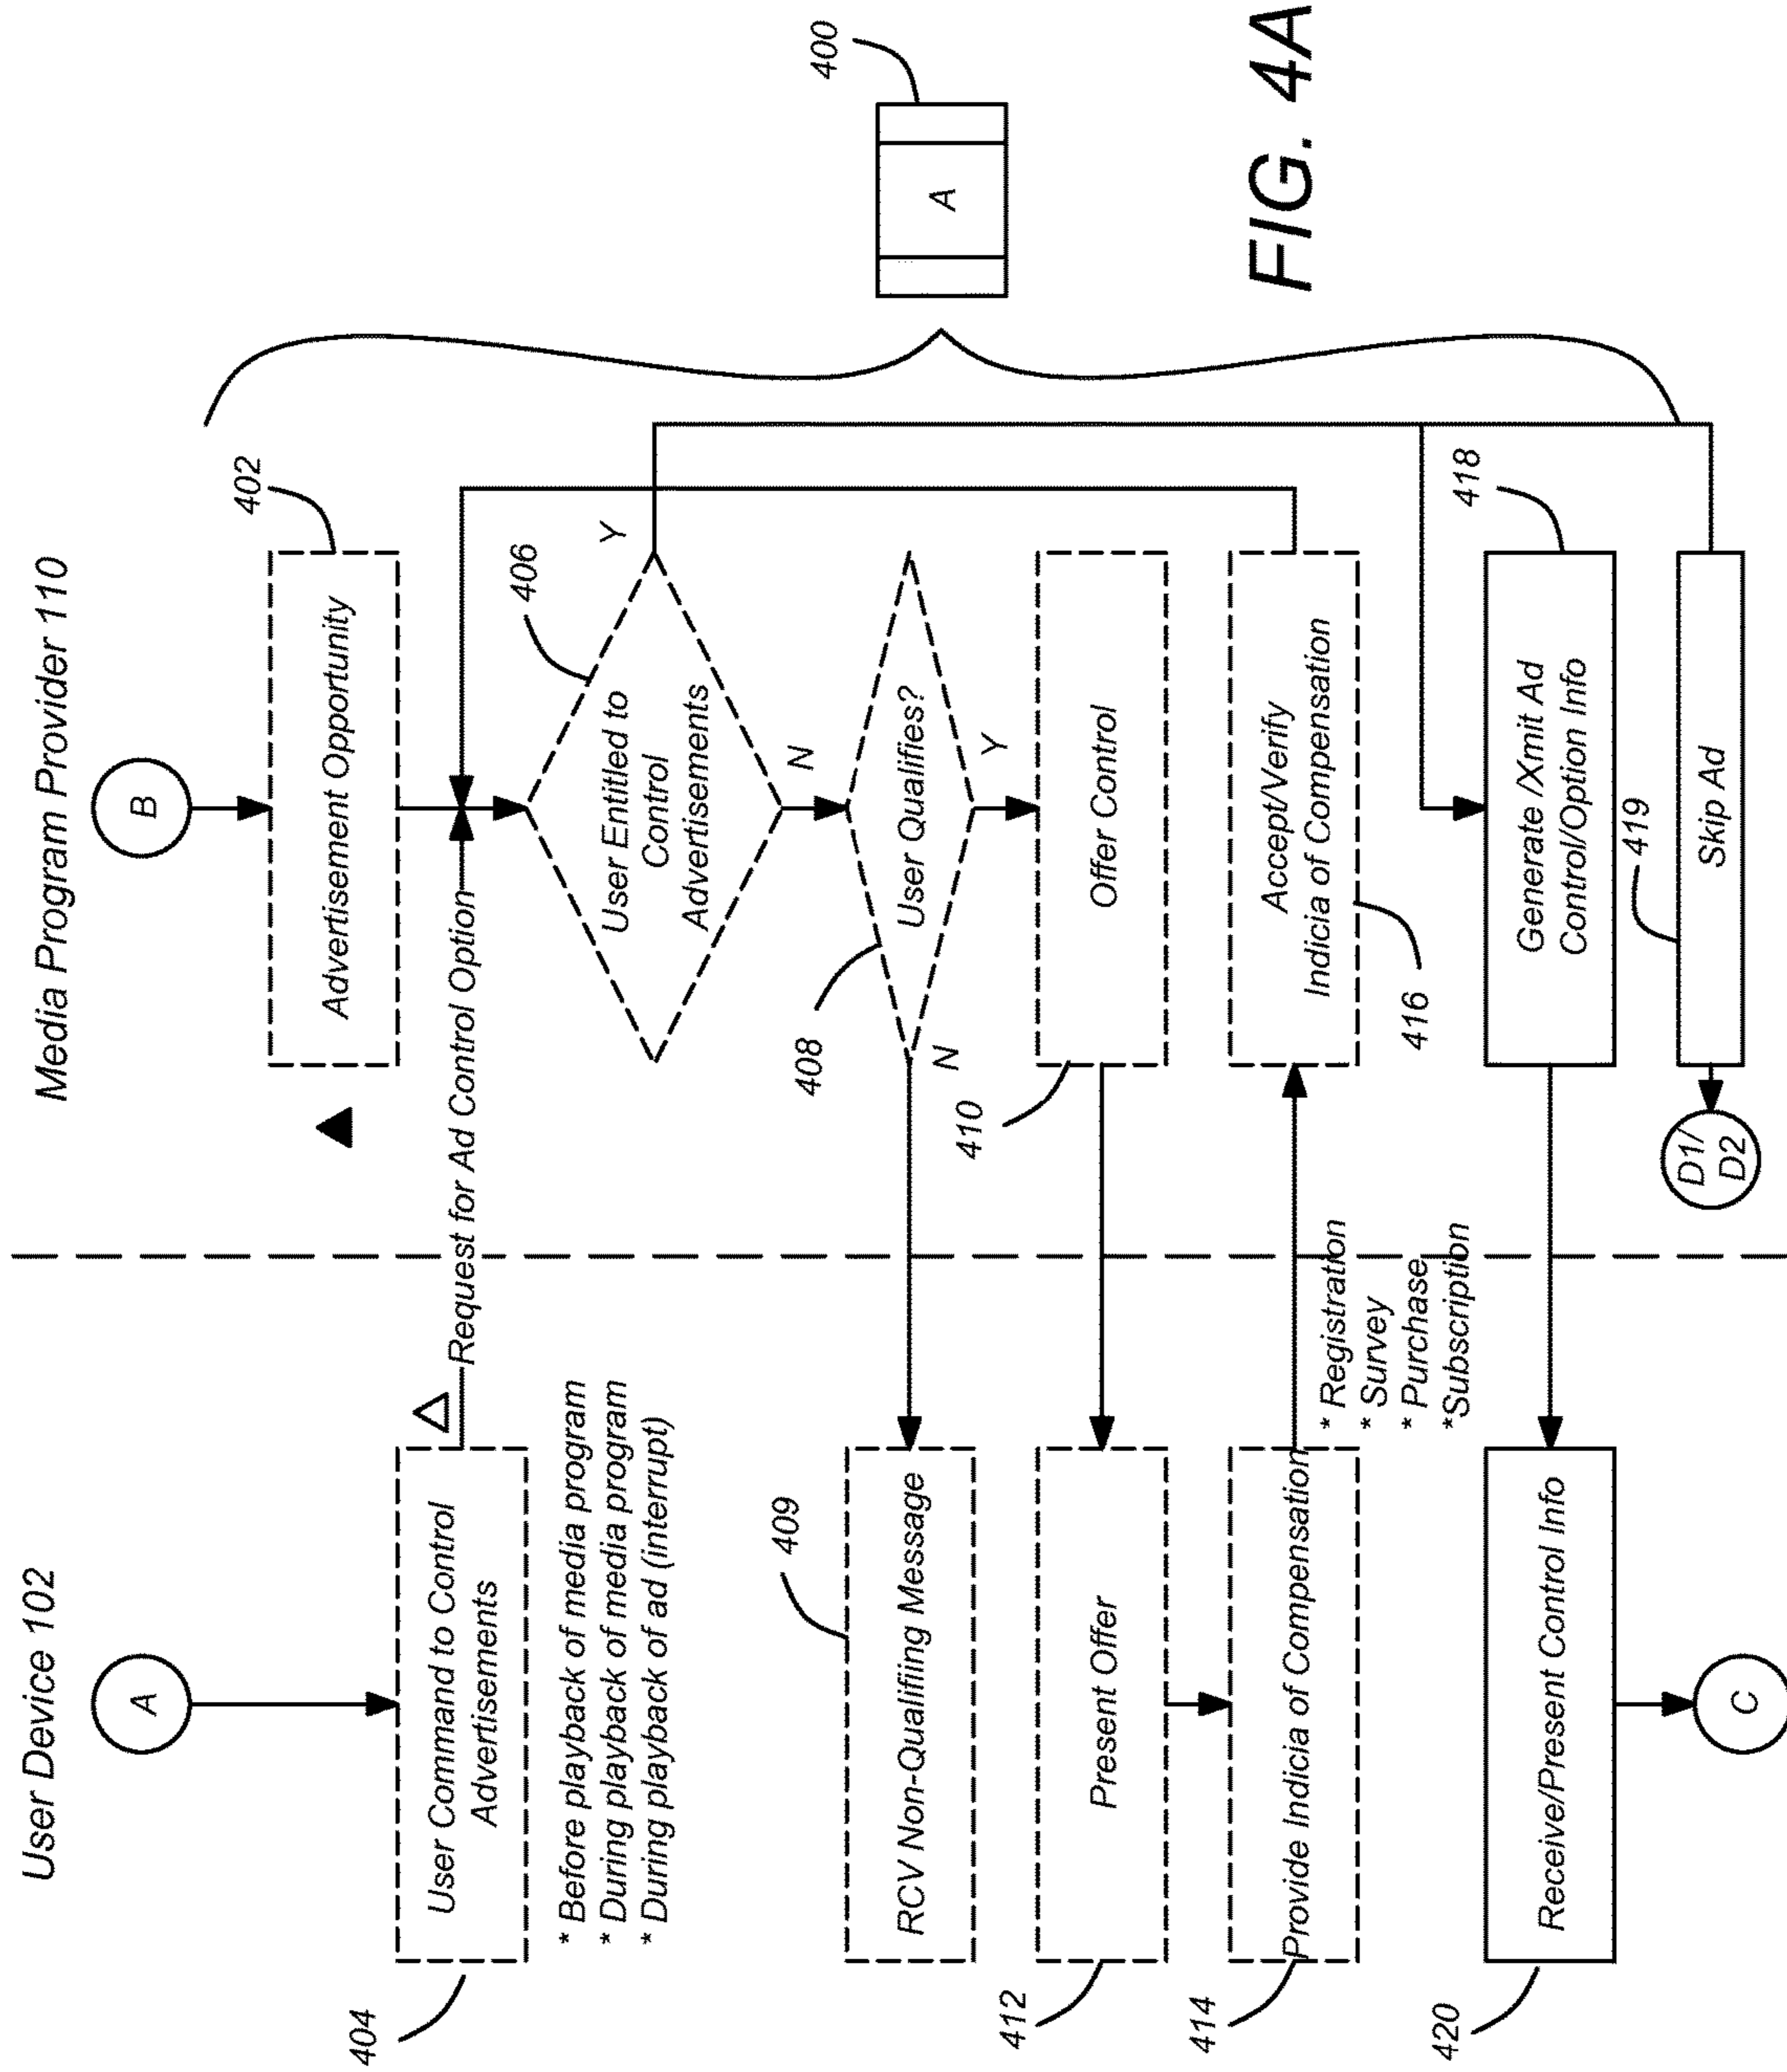 User Device 102
Media Program Provider 110
A
B
402
Advertisement Opportunity
404
User Command to Control
Advertisements
Request for Ad Control Option
* Before playback of media program
* During playback of media program
* During playback of ad (interrupt)
406
User Entitled to
Control
Advertisements
Y
N
408
User Qualifies?
N
Y
409
RCV Non-Qualifiing Message
410
Offer Control
412
Present Offer
414
Provide Indicia of Compensation
* Registration
* Survey
* Purchase
*Subscription
Accept/Verify
Indicia of Compensation
416
418
Generate /Xmit Ad
Control/Option Info
420
Receive/Present Control Info
419
Skip Ad
D1/
D2
C
400
A
FIG. 4A